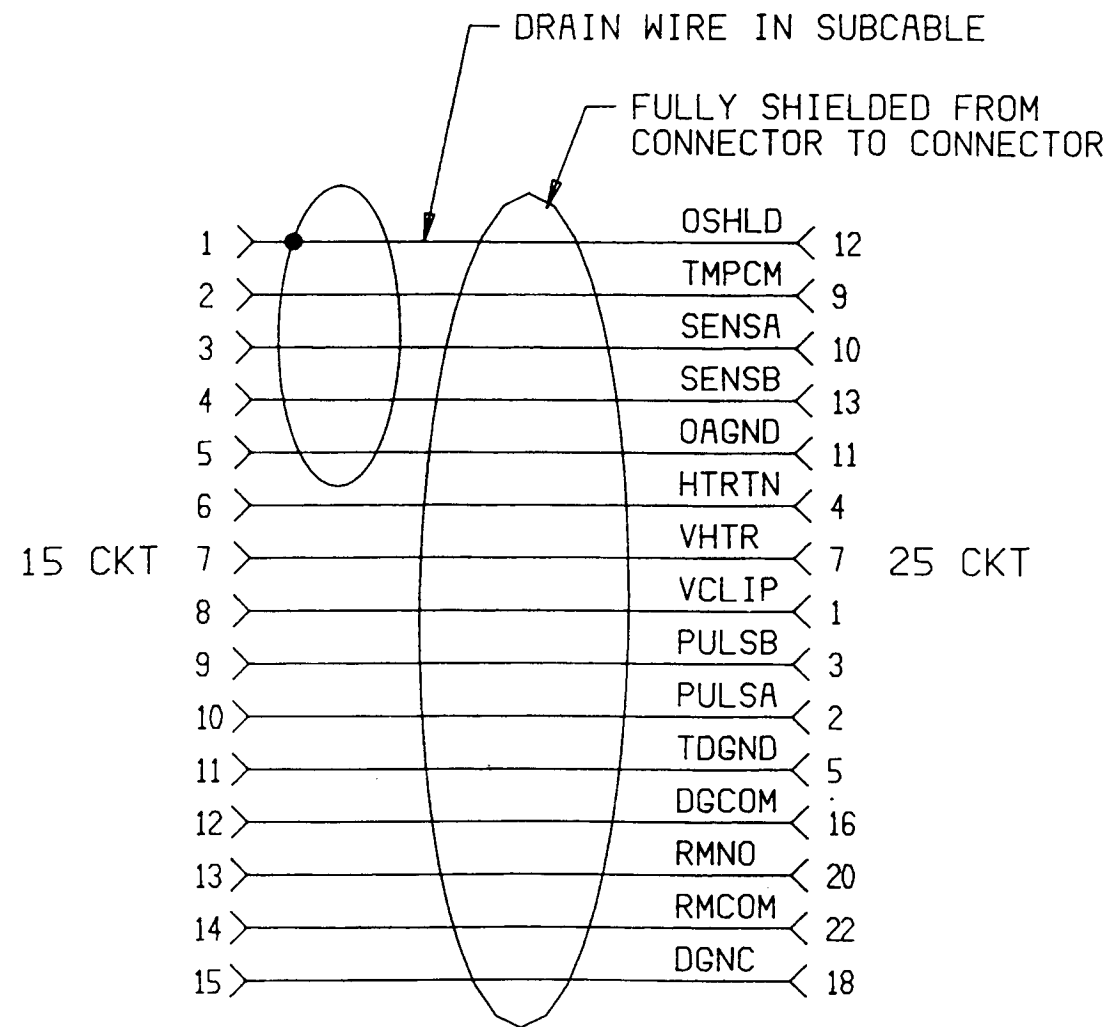 DRAIN WIRE IN SUBCABLE
FULLY SHIELDED FROM
CONNECTOR TO CONNECTOR
1 OSHLD 12
2 TMPCM 9
3 SENSA 10
4 SENSB 13
5 OAGND 11
6 HTRTN 4
15 CKT 7 VHTR 7 25 CKT
8 VCLIP 1
9 PULSB 3
10 PULSA 2
11 TDGND 5
12 DGCOM 16
13 RMNO 20
14 RMCOM 22
15 DGNC 18